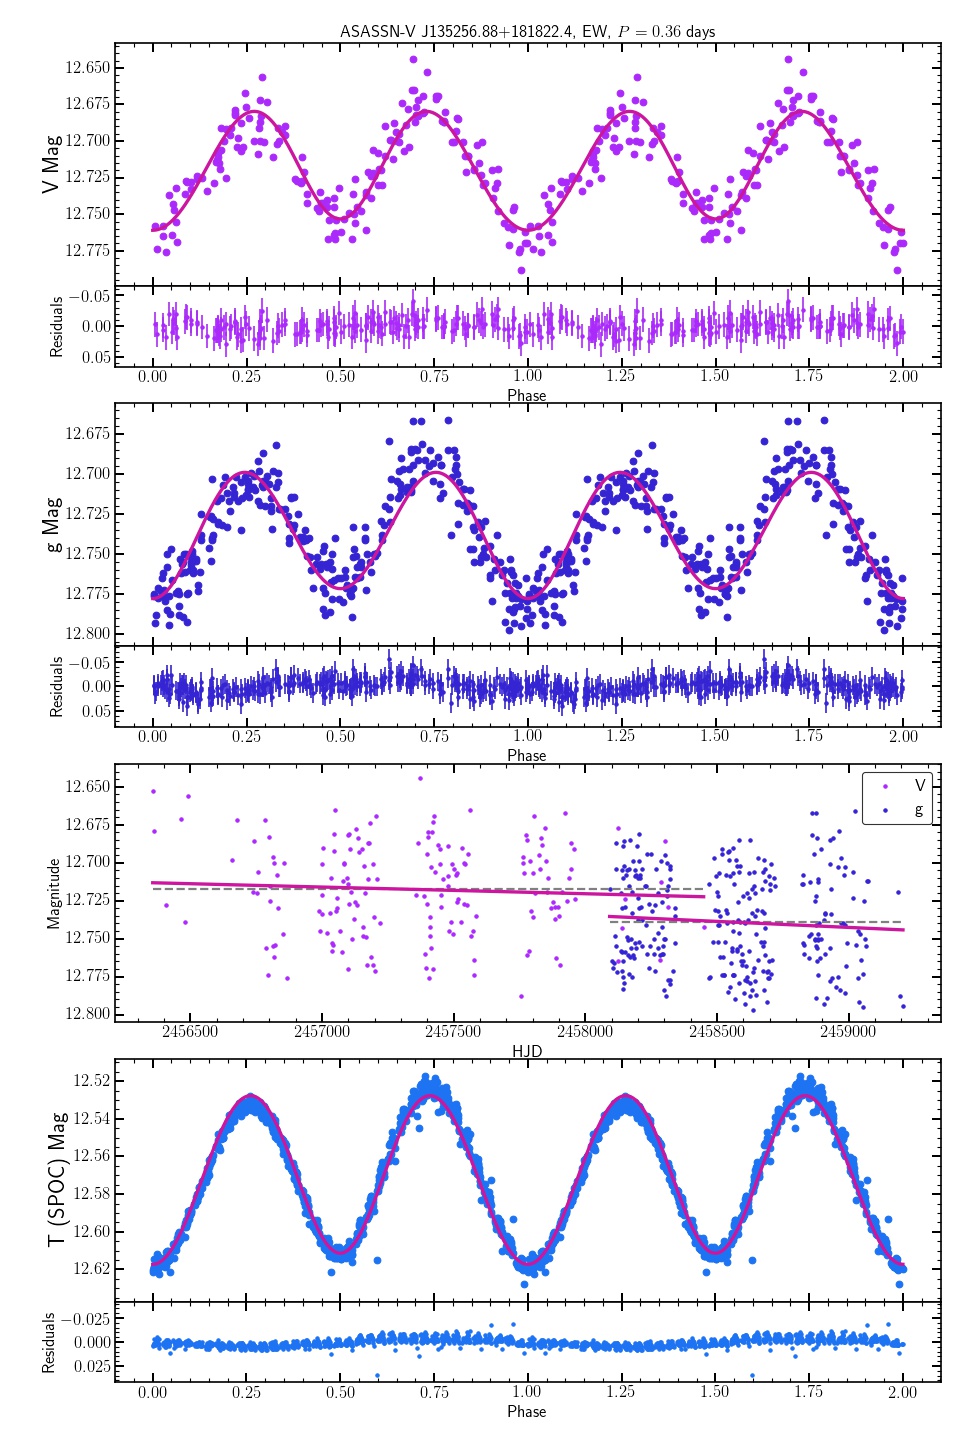 ASASSN-V J135256.88+181822.4, EW, P = 0.36 days
V Mag
12.650
12.675
12.700
12.725
12.750
12.775
Residuals
−0.05
0.00
0.05
0.00 0.25 0.50 0.75 1.00 1.25 1.50 1.75 2.00
Phase
g Mag
12.675
12.700
12.725
12.750
12.775
12.800
Residuals
−0.05
0.00
0.05
0.00 0.25 0.50 0.75 1.00 1.25 1.50 1.75 2.00
Phase
Magnitude
12.650
12.675
12.700
12.725
12.750
12.775
12.800
V
g
2456500 2457000 2457500 2458000 2458500 2459000
HJD
T (SPOC) Mag
12.52
12.54
12.56
12.58
12.60
12.62
Residuals
−0.025
0.000
0.025
0.00 0.25 0.50 0.75 1.00 1.25 1.50 1.75 2.00
Phase